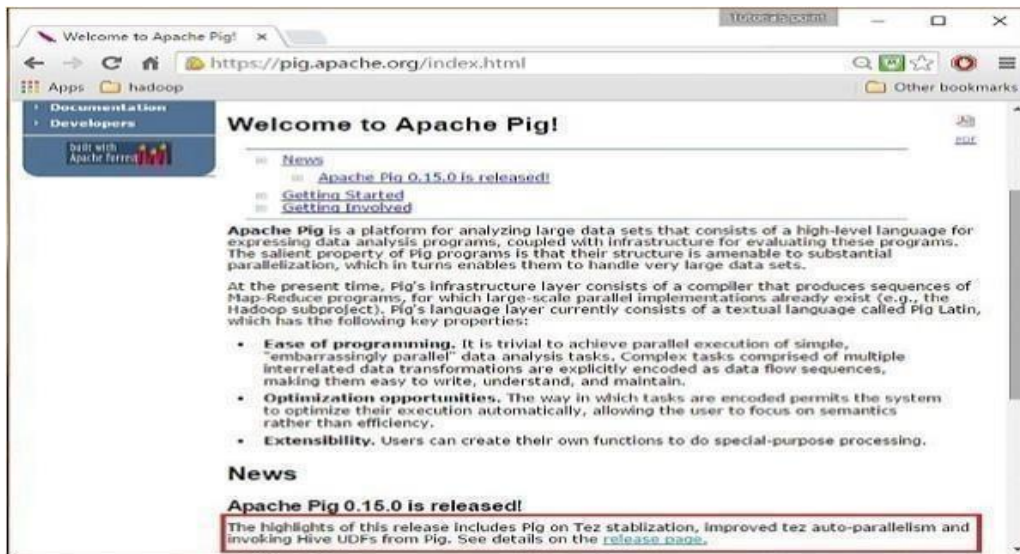 Tutorials point
Welcome to Apache Pig!
https://pig.apache.org/index.html
Apps hadoop Other bookmarks
Documentation
Developers
built with
Apache Forrest
Welcome to Apache Pig!
PDF
News
Apache Pig 0.15.0 is released!
Getting Started
Getting Involved
Apache Pig is a platform for analyzing large data sets that consists of a high-level language for
expressing data analysis programs, coupled with infrastructure for evaluating these programs.
The salient property of Pig programs is that their structure is amenable to substantial
parallelization, which in turns enables them to handle very large data sets.
At the present time, Pig's infrastructure layer consists of a compiler that produces sequences of
Map-Reduce programs, for which large-scale parallel implementations already exist (e.g., the
Hadoop subproject). Pig's language layer currently consists of a textual language called Pig Latin,
which has the following key properties:
• Ease of programming. It is trivial to achieve parallel execution of simple,
"embarrassingly parallel" data analysis tasks. Complex tasks comprised of multiple
interrelated data transformations are explicitly encoded as data flow sequences,
making them easy to write, understand, and maintain.
• Optimization opportunities. The way in which tasks are encoded permits the system
to optimize their execution automatically, allowing the user to focus on semantics
rather than efficiency.
• Extensibility. Users can create their own functions to do special-purpose processing.
News
Apache Pig 0.15.0 is released!
The highlights of this release includes Pig on Tez stablization, improved tez auto-parallelism and
invoking Hive UDFs from Pig. See details on the release page.